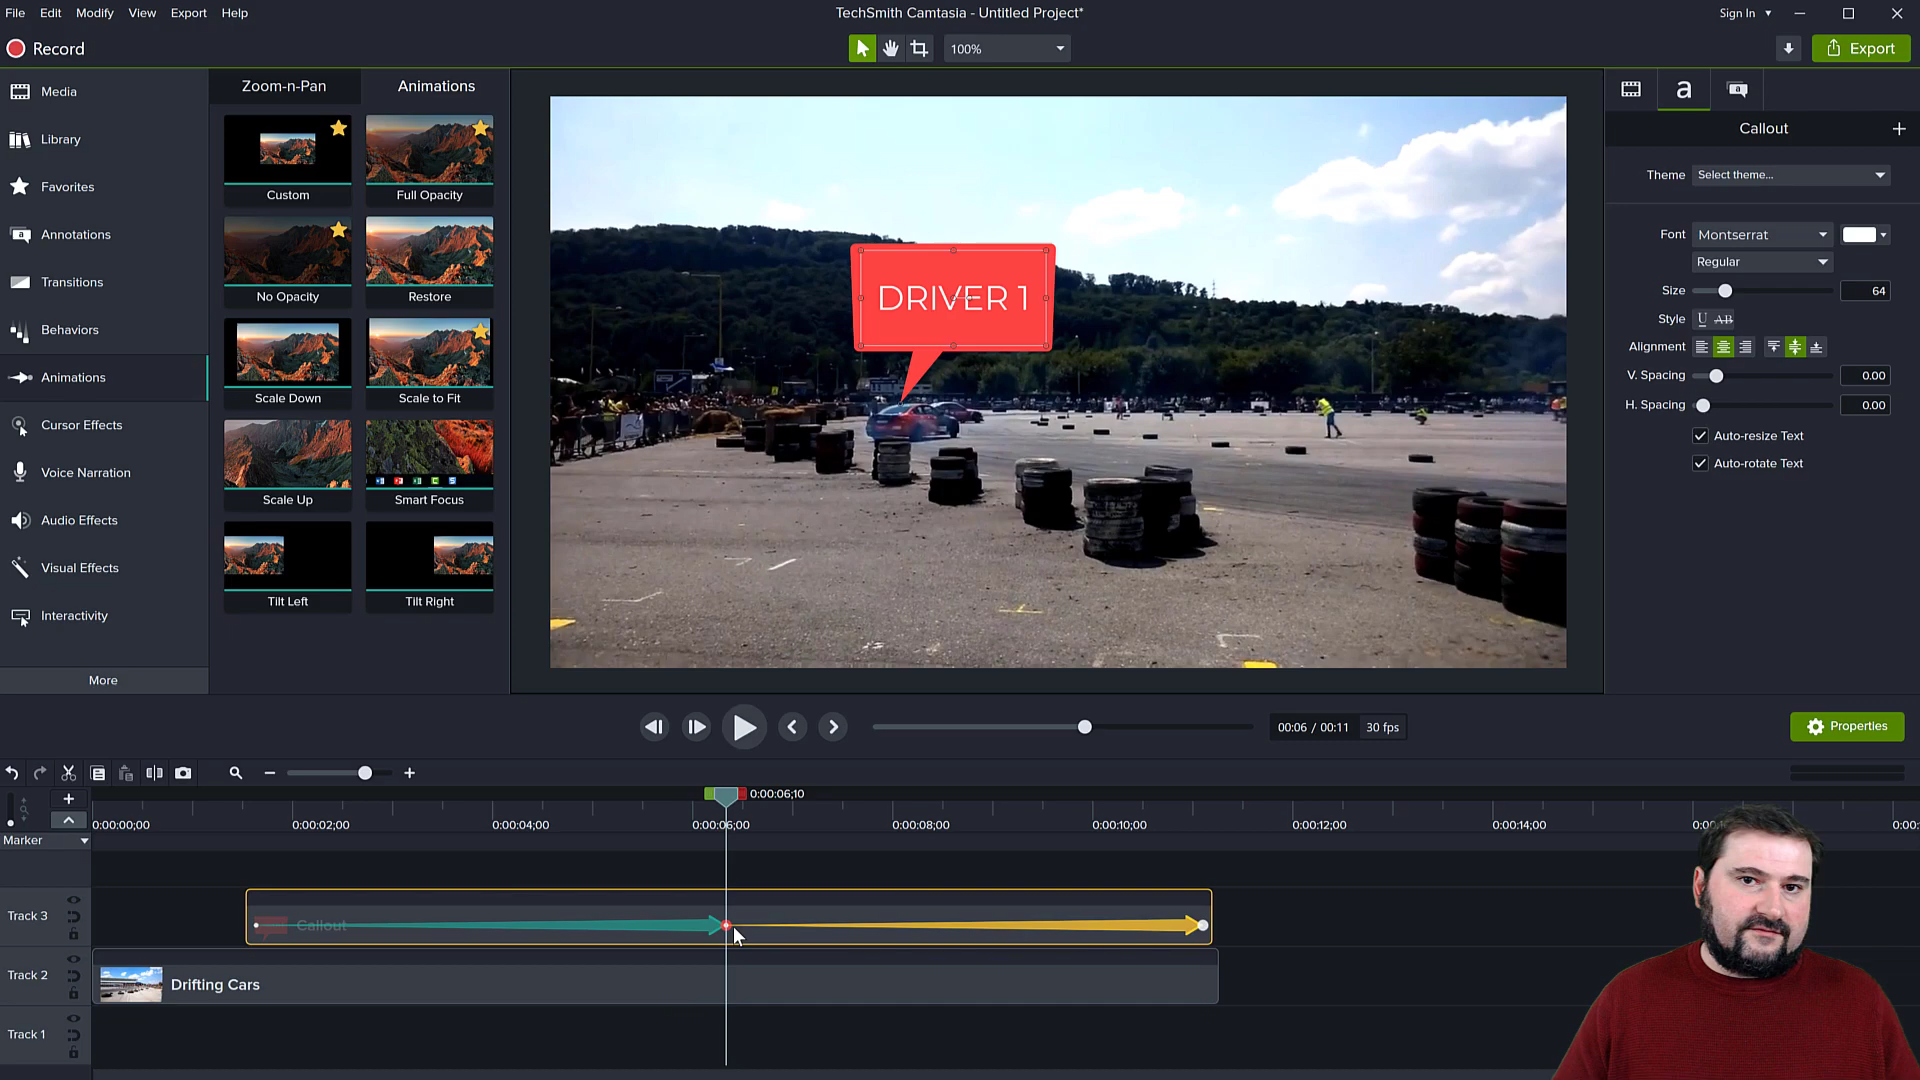 File Edit Modify View Export Help
TechSmith Camtasia - Untitled Project*
Sign In
Record
100%
Export
Media
Library
Favorites
Annotations
Transitions
Behaviors
Animations
Cursor Effects
Voice Narration
Audio Effects
Visual Effects
Interactivity
More
Zoom-n-Pan Animations
Custom Full Opacity
No Opacity Restore
Scale Down Scale to Fit
Scale Up Smart Focus
Tilt Left Tilt Right
DRIVER 1
a
Callout
Theme Select theme...
Font Montserrat
Regular
Size 64
Style U AB
Alignment
V. Spacing 0.00
H. Spacing 0.00
Auto-resize Text
Auto-rotate Text
00:06 / 00:11 30 fps
Properties
0:00:06;10
0:00:00;00 0:00:02;00 0:00:04;00 0:00:06;00 0:00:08;00 0:00:10;00 0:00:12;00 0:00:14;00 0:00:
Marker
Track 3
Callout
Track 2
Drifting Cars
Track 1